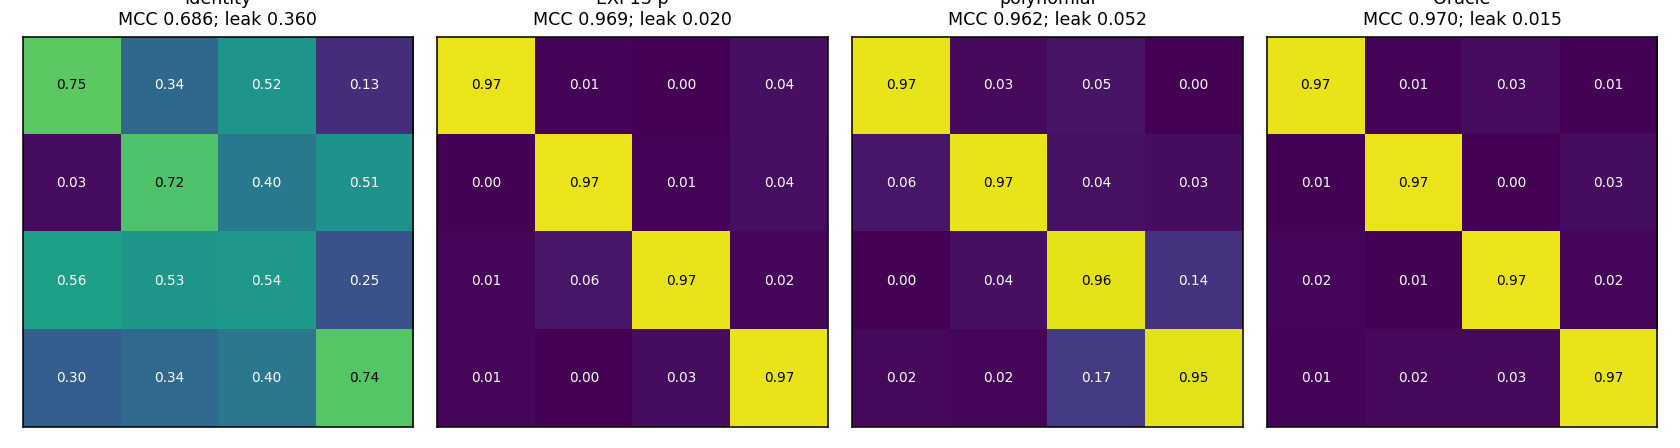 identity
EXP15-p
polynomial
Oracle
MCC 0.686; leak 0.360
MCC 0.969; leak 0.020
MCC 0.962; leak 0.052
MCC 0.970; leak 0.015
0.75 0.34 0.52 0.13
0.03 0.72 0.40 0.51
0.56 0.53 0.54 0.25
0.30 0.34 0.40 0.74
0.97 0.01 0.00 0.04
0.00 0.97 0.01 0.04
0.01 0.06 0.97 0.02
0.01 0.00 0.03 0.97
0.97 0.03 0.05 0.00
0.06 0.97 0.04 0.03
0.00 0.04 0.96 0.14
0.02 0.02 0.17 0.95
0.97 0.01 0.03 0.01
0.01 0.97 0.00 0.03
0.02 0.01 0.97 0.02
0.01 0.02 0.03 0.97